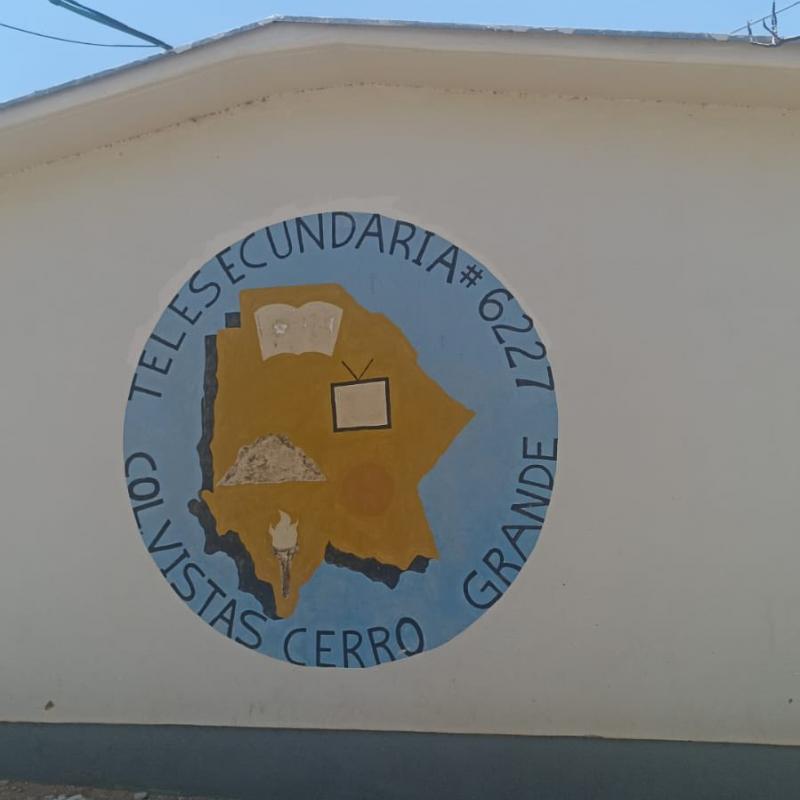 TELESECUNDARIA # 6227
COL. VISTAS CERRO GRANDE